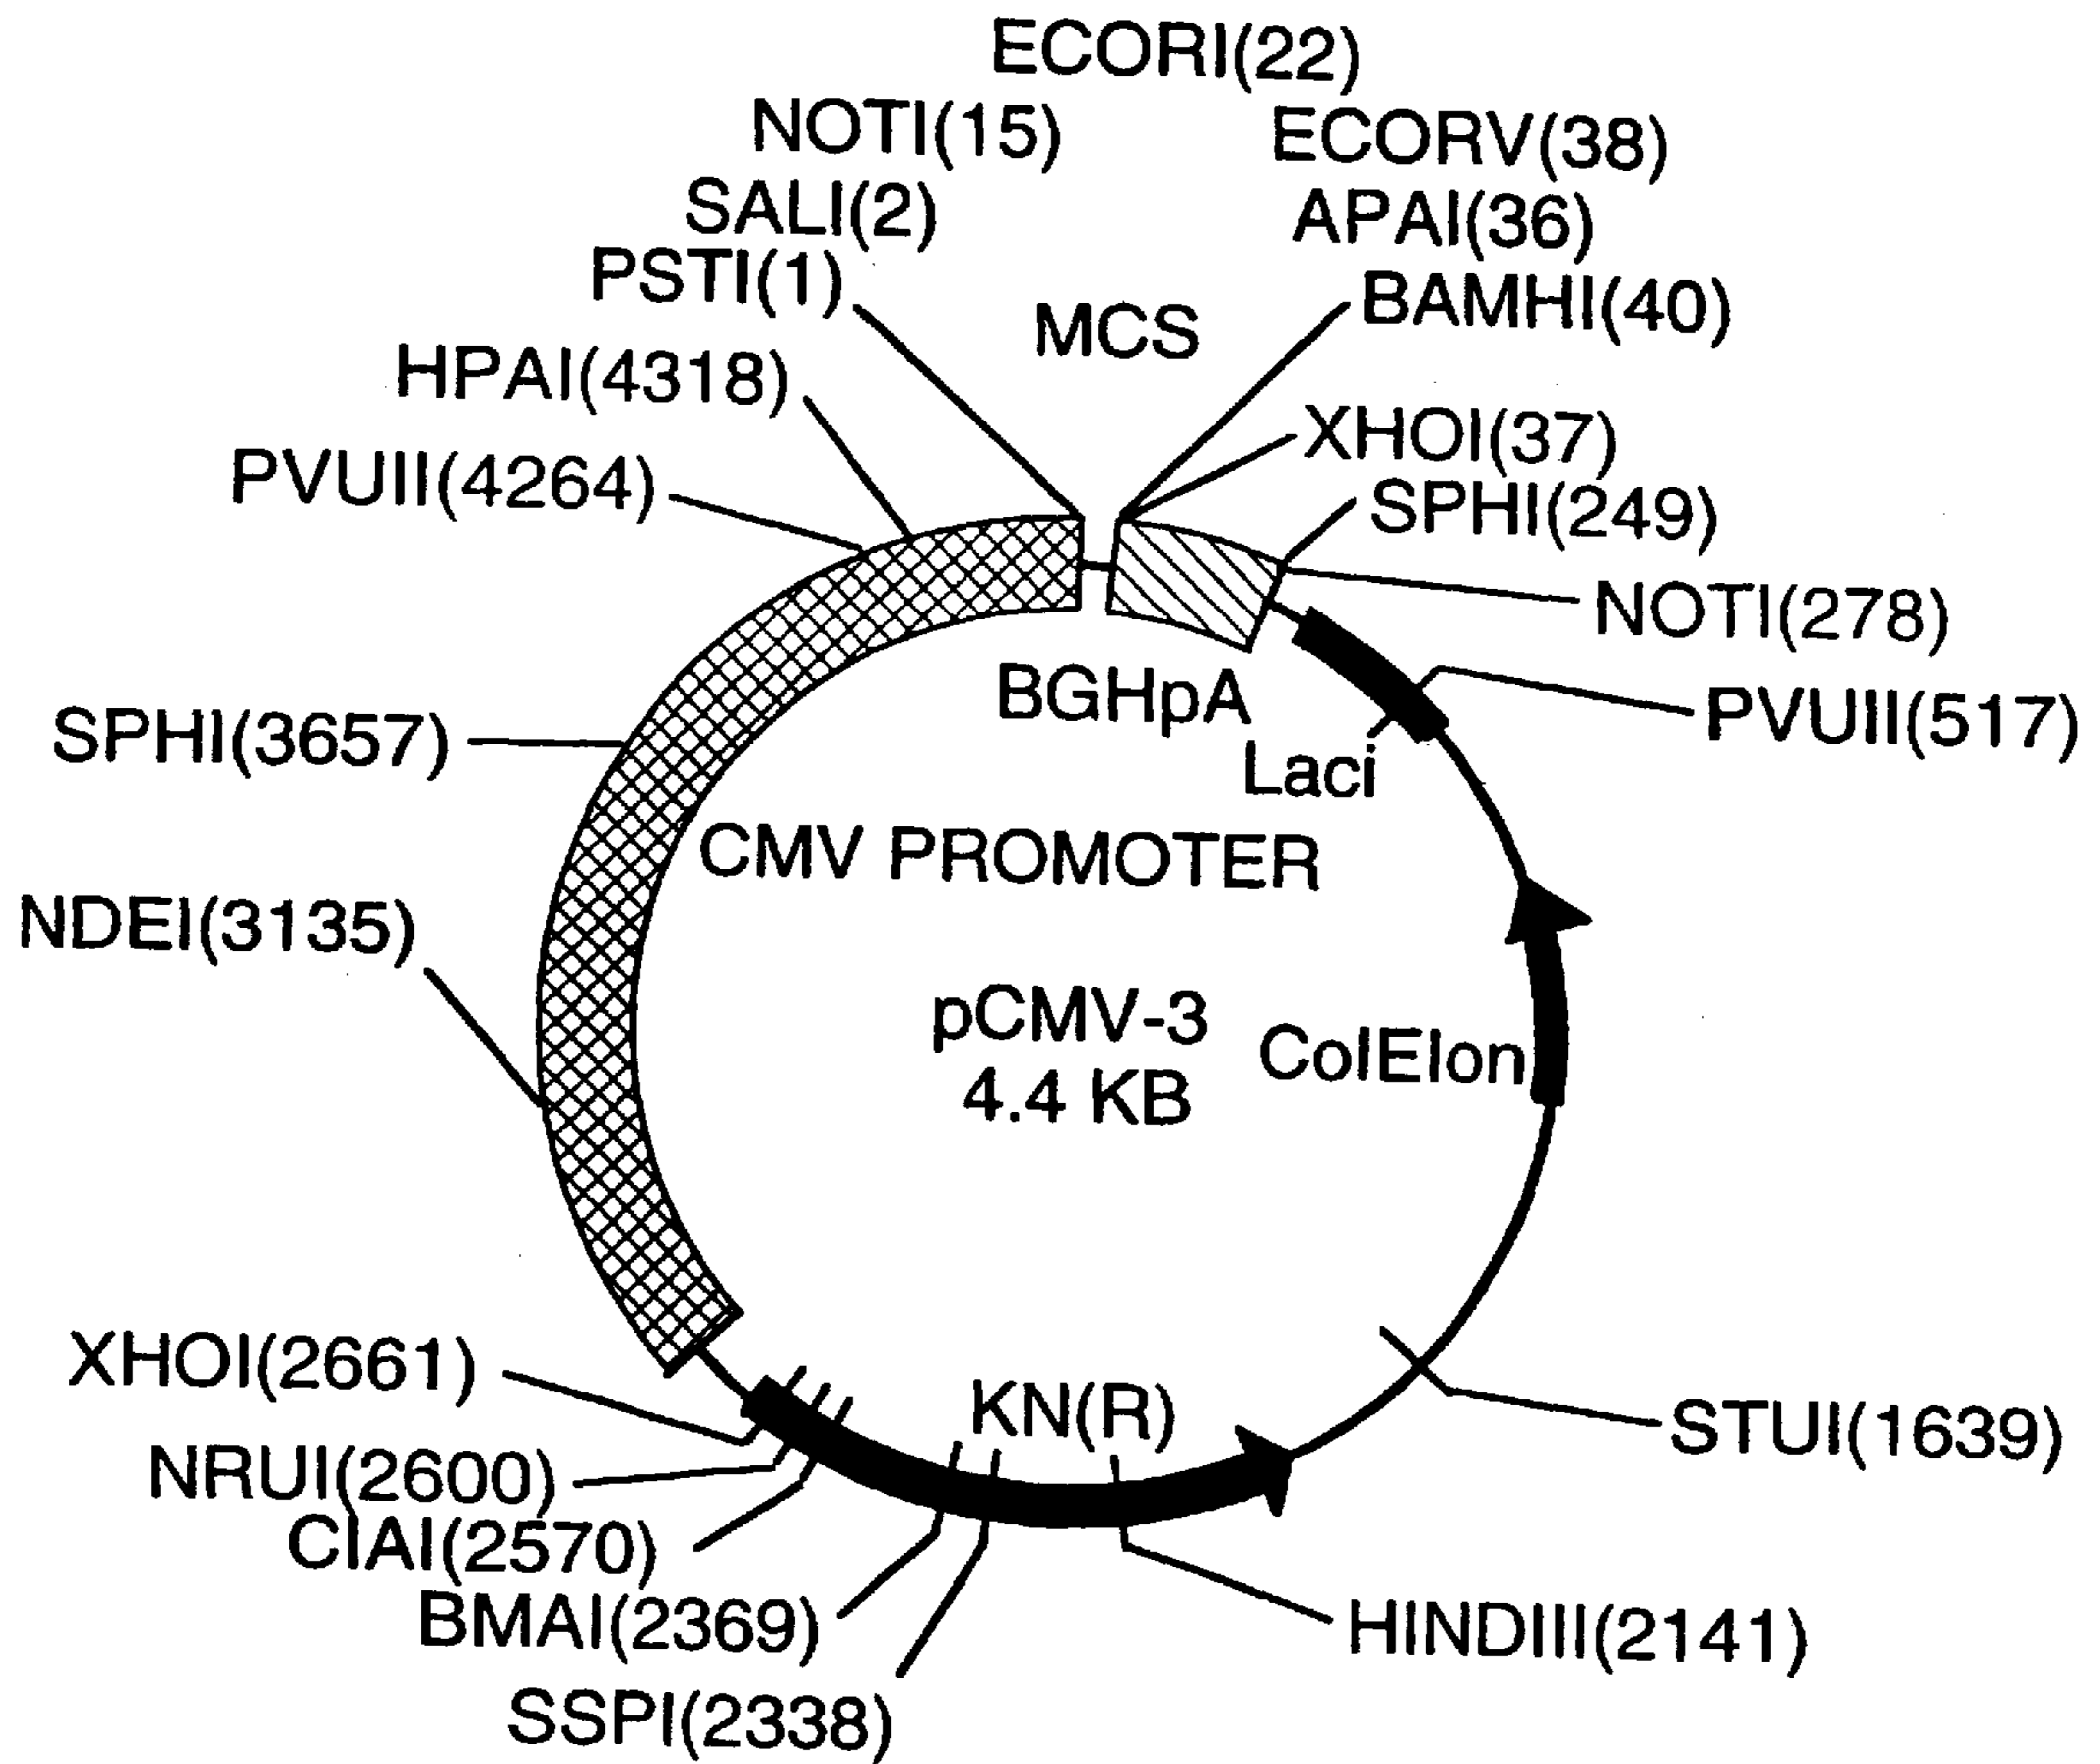 ECORI(22)
NOTI(15)
ECORV(38)
SALI(2)
APAI(36)
PSTI(1)
MCS
BAMHI(40)
HPAI(4318)
XHOI(37)
PVUII(4264)
SPHI(249)
NOTI(278)
BGHpA
PVUII(517)
SPHI(3657)
Laci
CMV PROMOTER
NDEI(3135)
pCMV-3
4.4 KB
ColEIon
XHOI(2661)
KN(R)
STUI(1639)
NRUI(2600)
CIAI(2570)
BMAI(2369)
HINDIII(2141)
SSPI(2338)